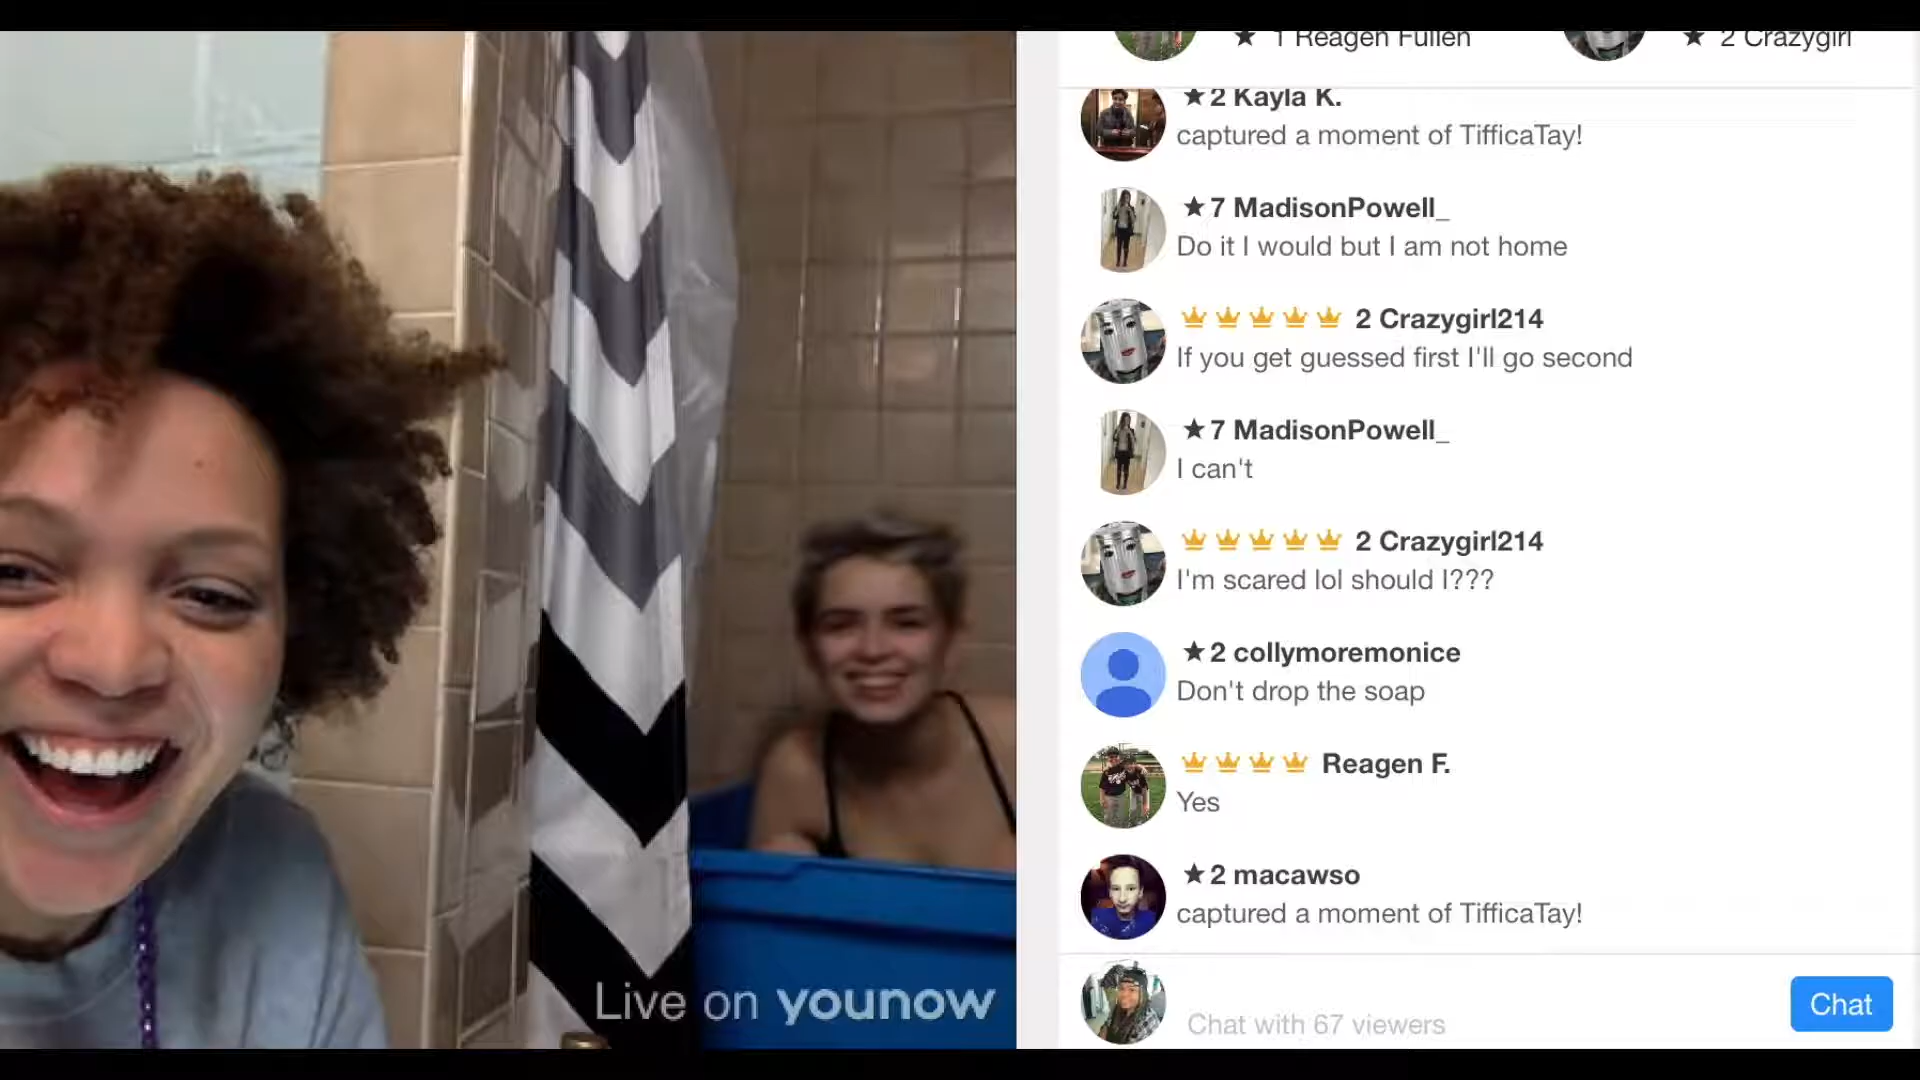 ★ 1 Reagen Fullen
★ 2 Crazygirl
★ 2 Kayla K.
captured a moment of TifficaTay!
★ 7 MadisonPowell_
Do it I would but I am not home
2 Crazygirl214
If you get guessed first I'll go second
★ 7 MadisonPowell_
I can't
2 Crazygirl214
I'm scared lol should I???
★ 2 collymoremonice
Don't drop the soap
Reagen F.
Yes
★ 2 macawso
captured a moment of TifficaTay!
Live on younow
Chat with 67 viewers
Chat